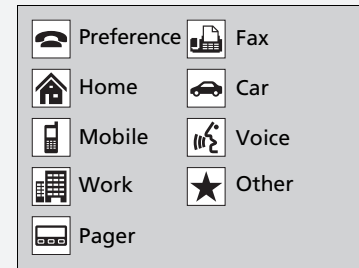 Preference
Fax
Home
Car
Mobile
Voice
Work
Other
Pager